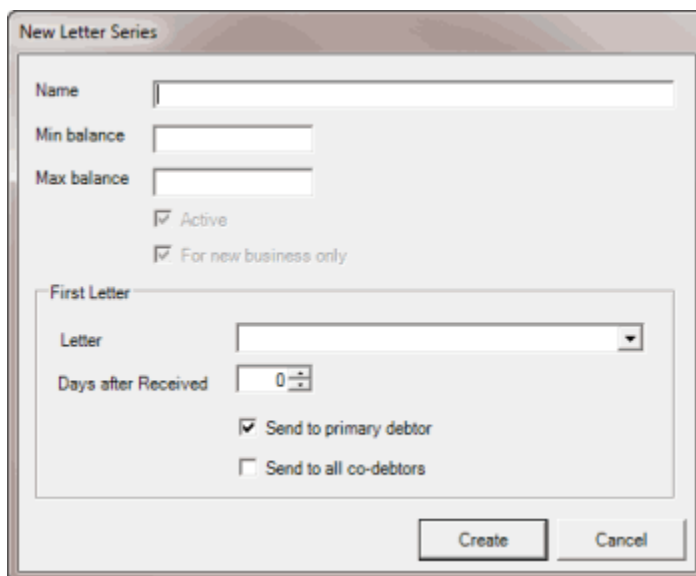 New Letter Series
Name
Min balance
Max balance
Active
For new business only
First Letter
Letter
Days after Received 0
Send to primary debtor
Send to all co-debtors
Create Cancel